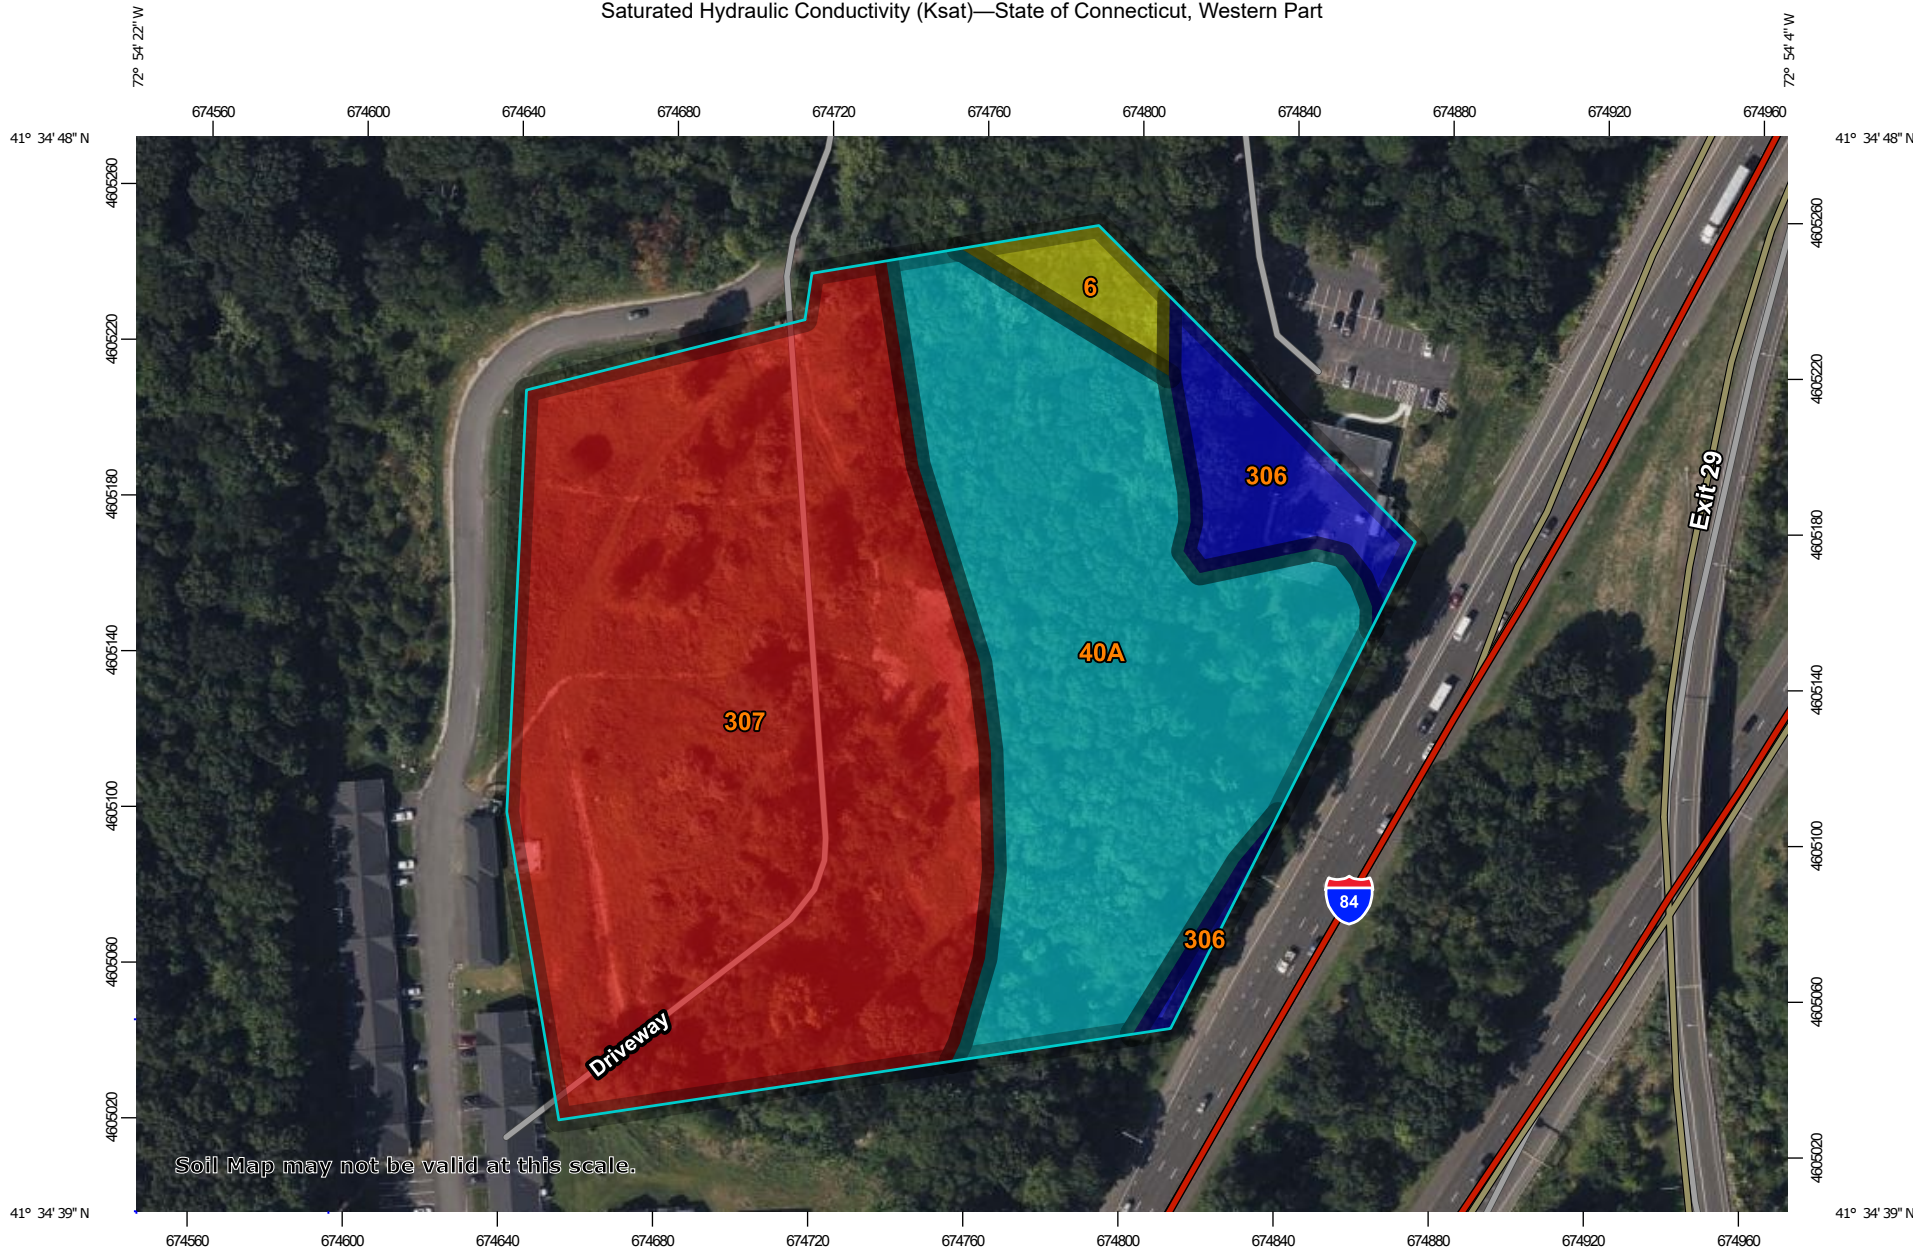 Saturated Hydraulic Conductivity (Ksat)—State of Connecticut, Western Part
72° 54' 22'' W
72° 54' 4'' W
674560 674600 674640 674680 674720 674760 674800 674840 674880 674920 674960
41° 34' 48'' N
41° 34' 48'' N
4605260
4605260
6
4605220
4605220
306
Exit 29
4605180
4605180
40A
4605140
4605140
307
4605100
4605100
84
306
4605060
4605060
Driveway
4605020
4605020
Soil Map may not be valid at this scale.
41° 34' 39'' N
41° 34' 39'' N
674560 674600 674640 674680 674720 674760 674800 674840 674880 674920 674960